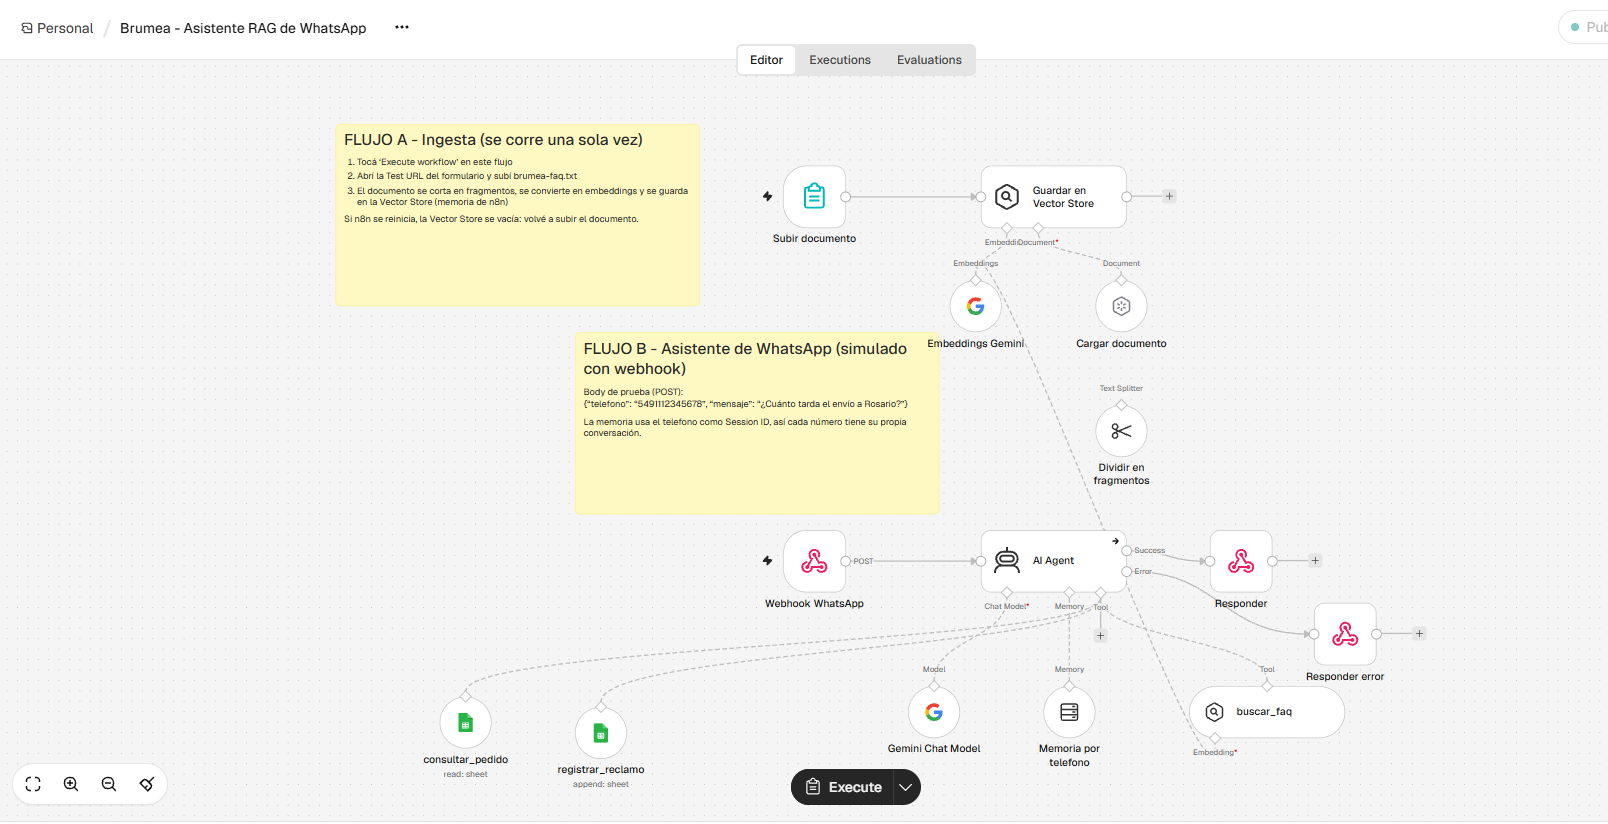 Personal / Brumea - Asistente RAG de WhatsApp ···
Editor Executions Evaluations
FLUJO A - Ingesta (se corre una sola vez)
1. Tocá ‘Execute workflow’ en este flujo
2. Abrí la Test URL del formulario y subí brumea-faq.txt
3. El documento se corta en fragmentos, se convierte en embeddings y se guarda
en la Vector Store (memoria de n8n)
Si n8n se reinicia, la Vector Store se vacía: volvé a subir el documento.
Subir documento
Guardar en
Vector Store
Document*
Embeddings
Document
Embeddings Gemini
Cargar documento
FLUJO B - Asistente de WhatsApp (simulado
con webhook)
Body de prueba (POST):
{“telefono”: “5491112345678”, “mensaje”: “¿Cuánto tarda el envío a Rosario?”}
La memoria usa el telefono como Session ID, así cada número tiene su propia
conversación.
Text Splitter
Dividir en
fragmentos
POST
Webhook WhatsApp
AI Agent
Success
Error
Chat Model*
Memory
Tool
Responder
Responder error
Model
Memory
Tool
Gemini Chat Model
Memoria por
telefono
buscar_faq
Embedding*
consultar_pedido
read: sheet
registrar_reclamo
append: sheet
Execute